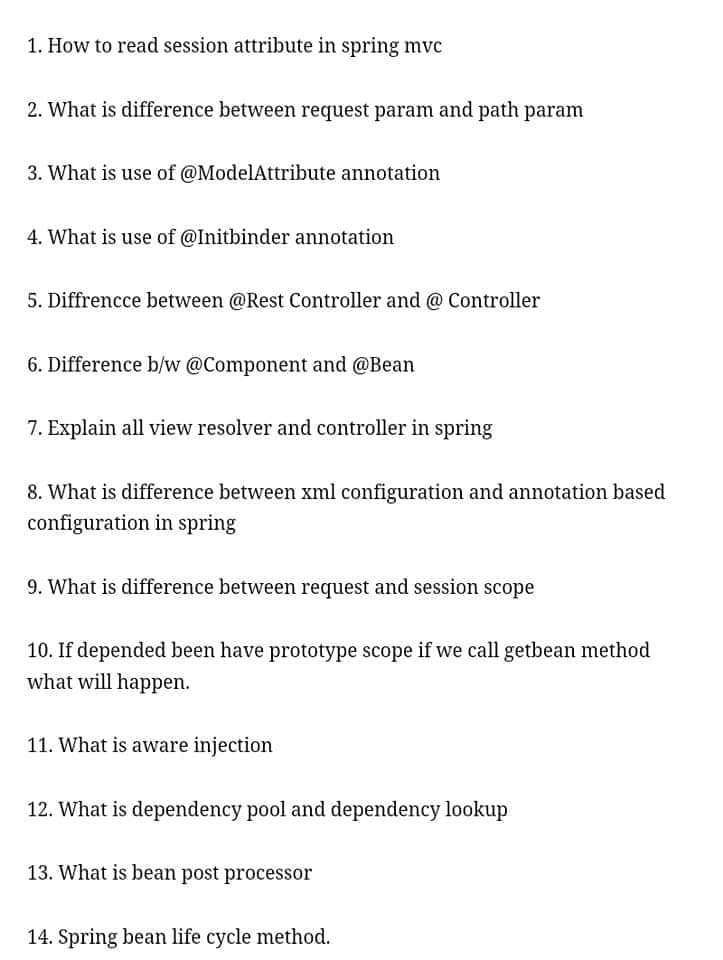 1. How to read session attribute in spring mvc
2. What is difference between request param and path param
3. What is use of @ModelAttribute annotation
4. What is use of @Initbinder annotation
5. Diffrencce between @Rest Controller and @ Controller
6. Difference b/w @Component and @Bean
7. Explain all view resolver and controller in spring
8. What is difference between xml configuration and annotation based
configuration in spring
9. What is difference between request and session scope
10. If depended been have prototype scope if we call getbean method
what will happen.
11. What is aware injection
12. What is dependency pool and dependency lookup
13. What is bean post processor
14. Spring bean life cycle method.